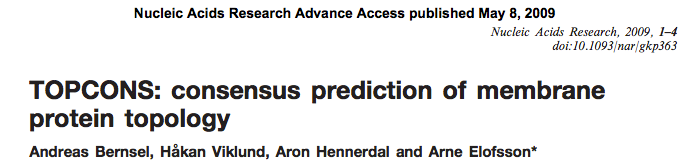 Nucleic Acids Research Advance Access published May 8, 2009
Nucleic Acids Research, 2009, 1–4
doi:10.1093/nar/gkp363
TOPCONS: consensus prediction of membrane
protein topology
Andreas Bernsel, Håkan Viklund, Aron Hennerdal and Arne Elofsson*